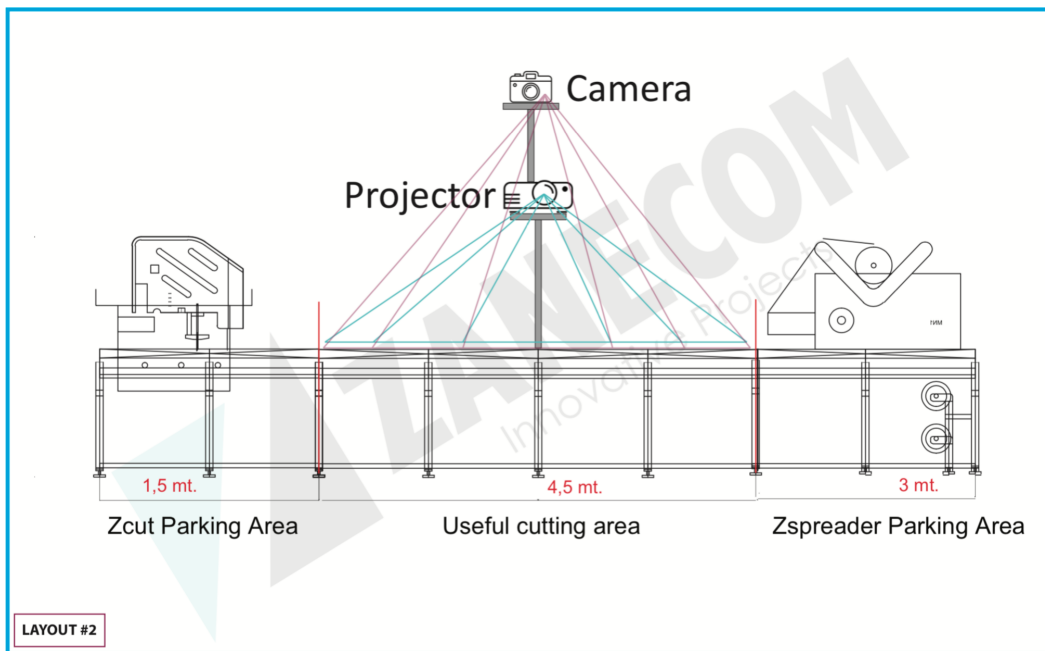 Camera
Projector
ZANECOM
Innovative Projects
1,5 mt.
4,5 mt.
3 mt.
Zcut Parking Area
Useful cutting area
Zspreader Parking Area
LAYOUT #2